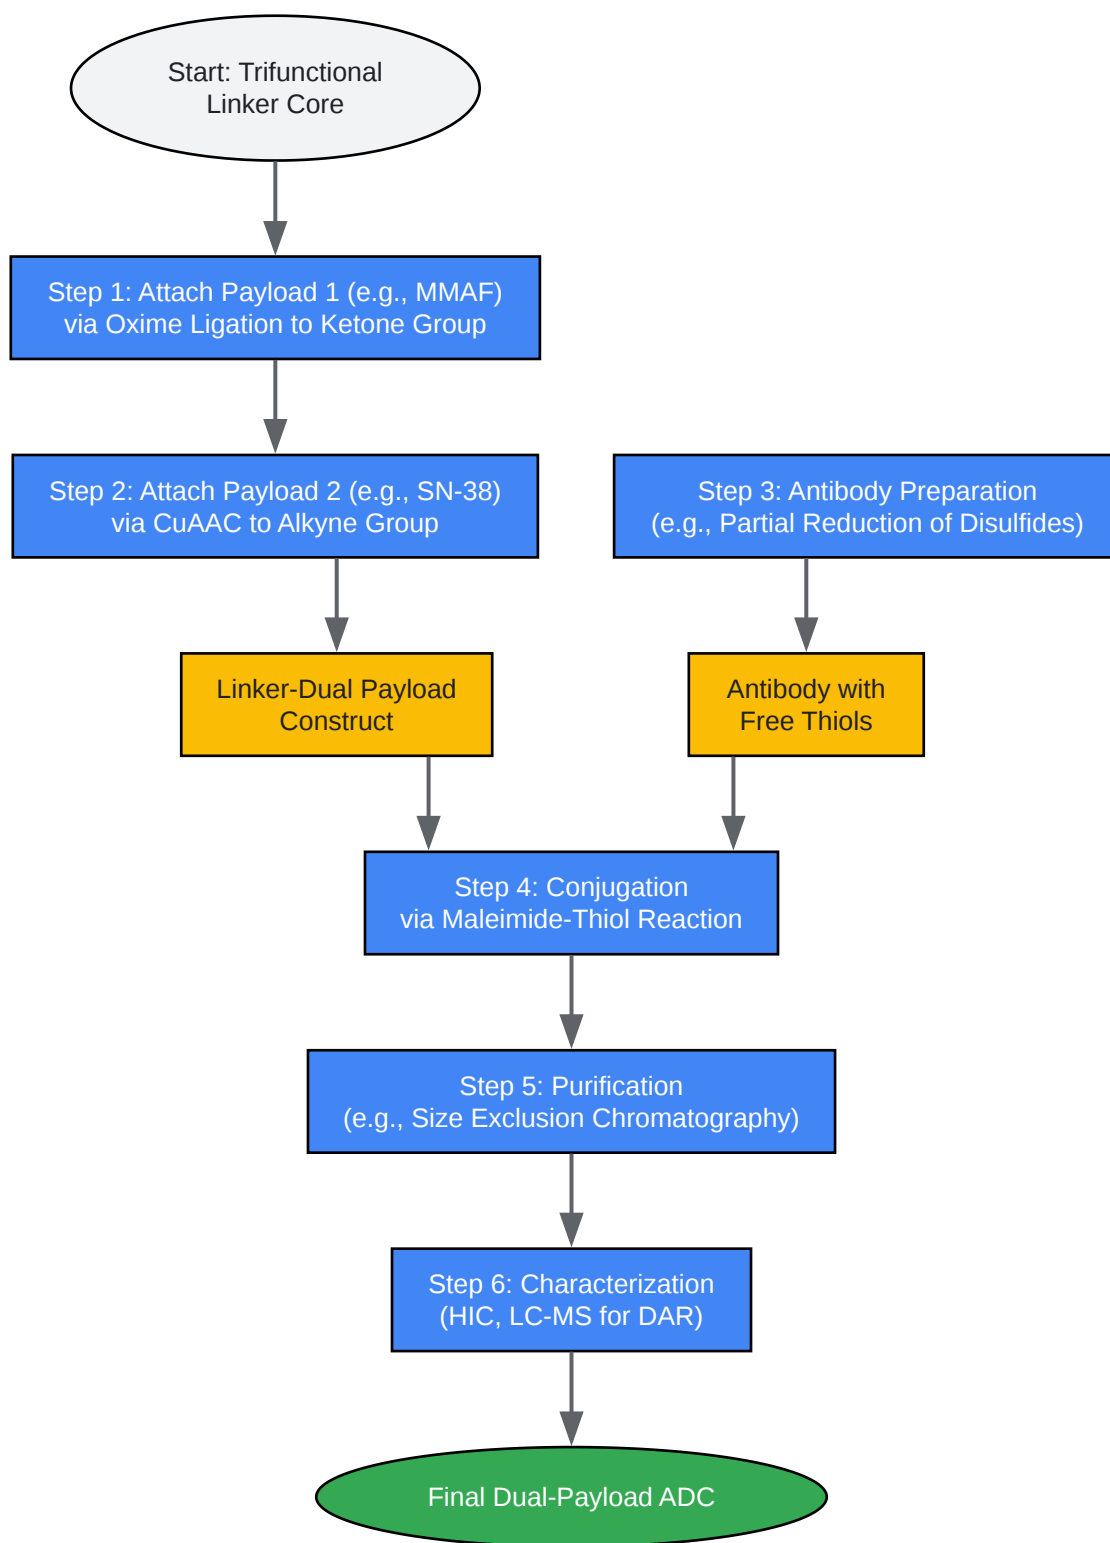 Start: Trifunctional
Linker Core
Step 1: Attach Payload 1 (e.g., MMAF)
via Oxime Ligation to Ketone Group
Step 2: Attach Payload 2 (e.g., SN-38)
via CuAAC to Alkyne Group
Step 3: Antibody Preparation
(e.g., Partial Reduction of Disulfides)
Linker-Dual Payload
Construct
Antibody with
Free Thiols
Step 4: Conjugation
via Maleimide-Thiol Reaction
Step 5: Purification
(e.g., Size Exclusion Chromatography)
Step 6: Characterization
(HIC, LC-MS for DAR)
Final Dual-Payload ADC